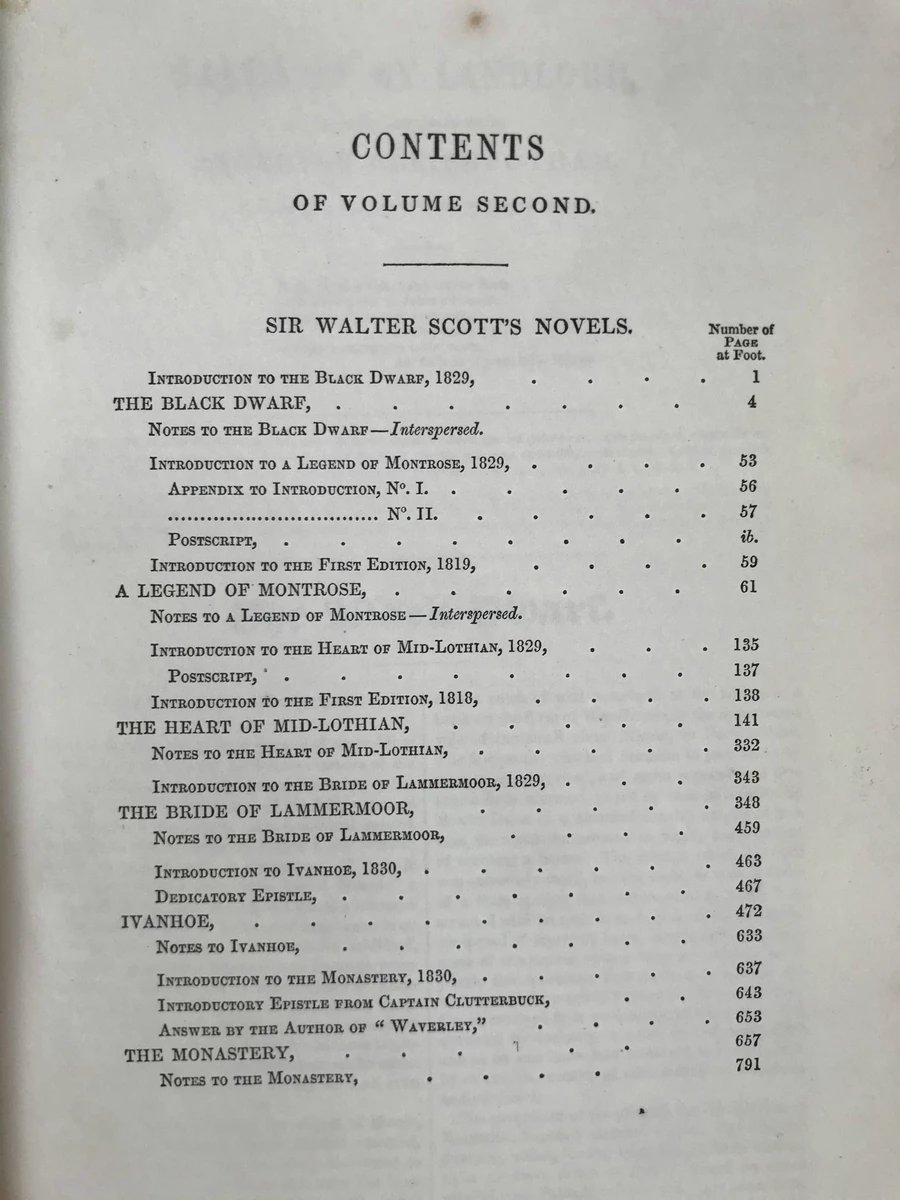 CONTENTS
OF VOLUME SECOND.
SIR WALTER SCOTT'S NOVELS.
Number of
PAGE
at Foot.
INTRODUCTION TO THE BLACK DWARF, 1829, . . . . 1
THE BLACK DWARF, . . . . . . . 4
NOTES TO THE BLACK DWARF—Interspersed.
INTRODUCTION TO A LEGEND OF MONTROSE, 1829, . . . . 53
APPENDIX TO INTRODUCTION, No. I. . . . . . 56
................................. No. II. . . . . . 57
POSTSCRIPT, . . . . . . . . ib.
INTRODUCTION TO THE FIRST EDITION, 1819, . . . . 59
A LEGEND OF MONTROSE, . . . . . . 61
NOTES TO A LEGEND OF MONTROSE—Interspersed.
INTRODUCTION TO THE HEART OF MID-LOTHIAN, 1829, . . . 135
POSTSCRIPT, . . . . . . . . 137
INTRODUCTION TO THE FIRST EDITION, 1818, . . . . 138
THE HEART OF MID-LOTHIAN, . . . . . 141
NOTES TO THE HEART OF MID-LOTHIAN, . . . . . 332
INTRODUCTION TO THE BRIDE OF LAMMERMOOR, 1829, . . . 343
THE BRIDE OF LAMMERMOOR, . . . . . 348
NOTES TO THE BRIDE OF LAMMERMOOR, . . . . 459
INTRODUCTION TO IVANHOE, 1830, . . . . . . 463
DEDICATORY EPISTLE, . . . . . . . 467
IVANHOE, . . . . . . . . . 472
NOTES TO IVANHOE, . . . . . . . 633
INTRODUCTION TO THE MONASTERY, 1830, . . . . . 637
INTRODUCTORY EPISTLE FROM CAPTAIN CLUTTERBUCK, . . 643
ANSWER BY THE AUTHOR OF "WAVERLEY," . . . . 653
THE MONASTERY, . . . . . 657
NOTES TO THE MONASTERY, . . . . 791